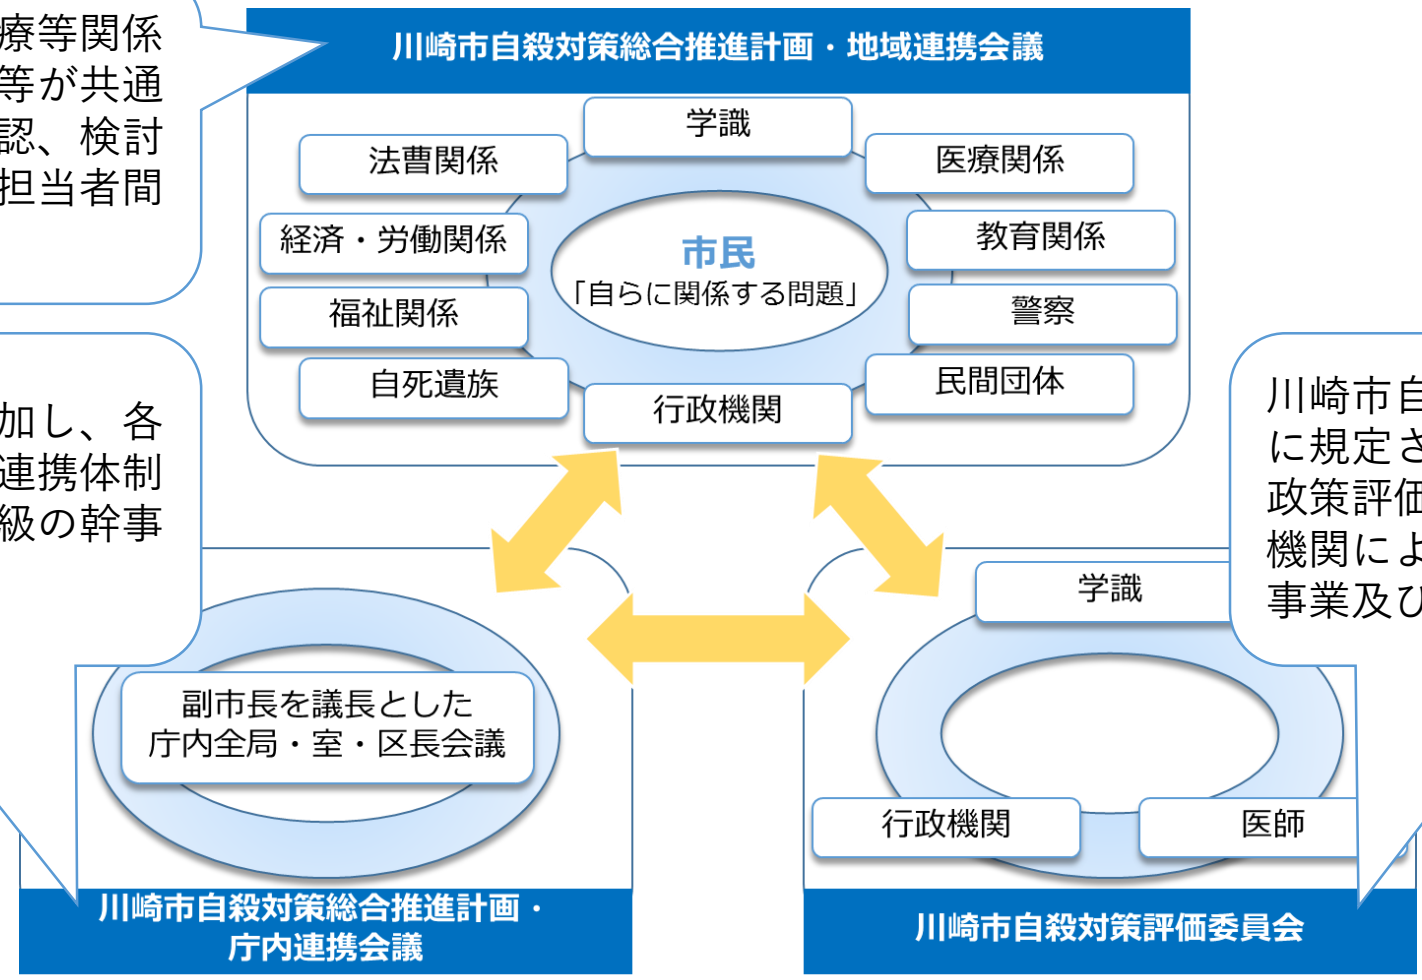 療等関係
等が共通
認、検討
担当者間
川崎市自殺対策総合推進計画・地域連携会議
学識
法曹関係
医療関係
経済・労働関係
教育関係
市民
「自らに関係する問題」
福祉関係
警察
自死遺族
民間団体
行政機関
加し、各
連携体制
級の幹事
川崎市自
に規定さ
政策評価
機関によ
事業及び
副市長を議長とした
庁内全局・室・区長会議
川崎市自殺対策総合推進計画・
庁内連携会議
学識
行政機関
医師
川崎市自殺対策評価委員会